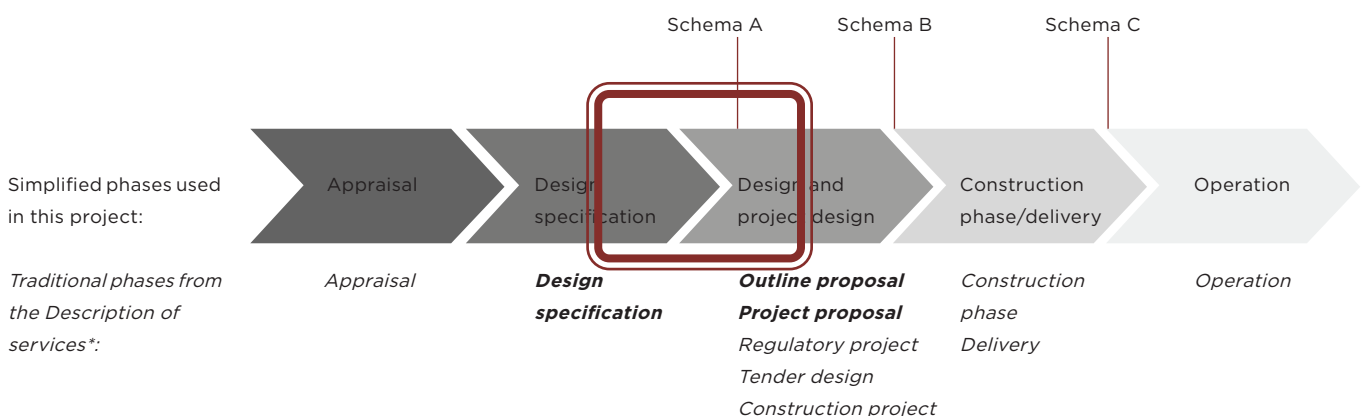 Schema A
Schema B
Schema C
Simplified phases used
in this project:
Appraisal
Design
specification
Design and
project design
Construction
phase/delivery
Operation
Traditional phases from
the Description of
services*:
Appraisal
Design
specification
Outline proposal
Project proposal
Regulatory project
Tender design
Construction project
Construction
phase
Delivery
Operation